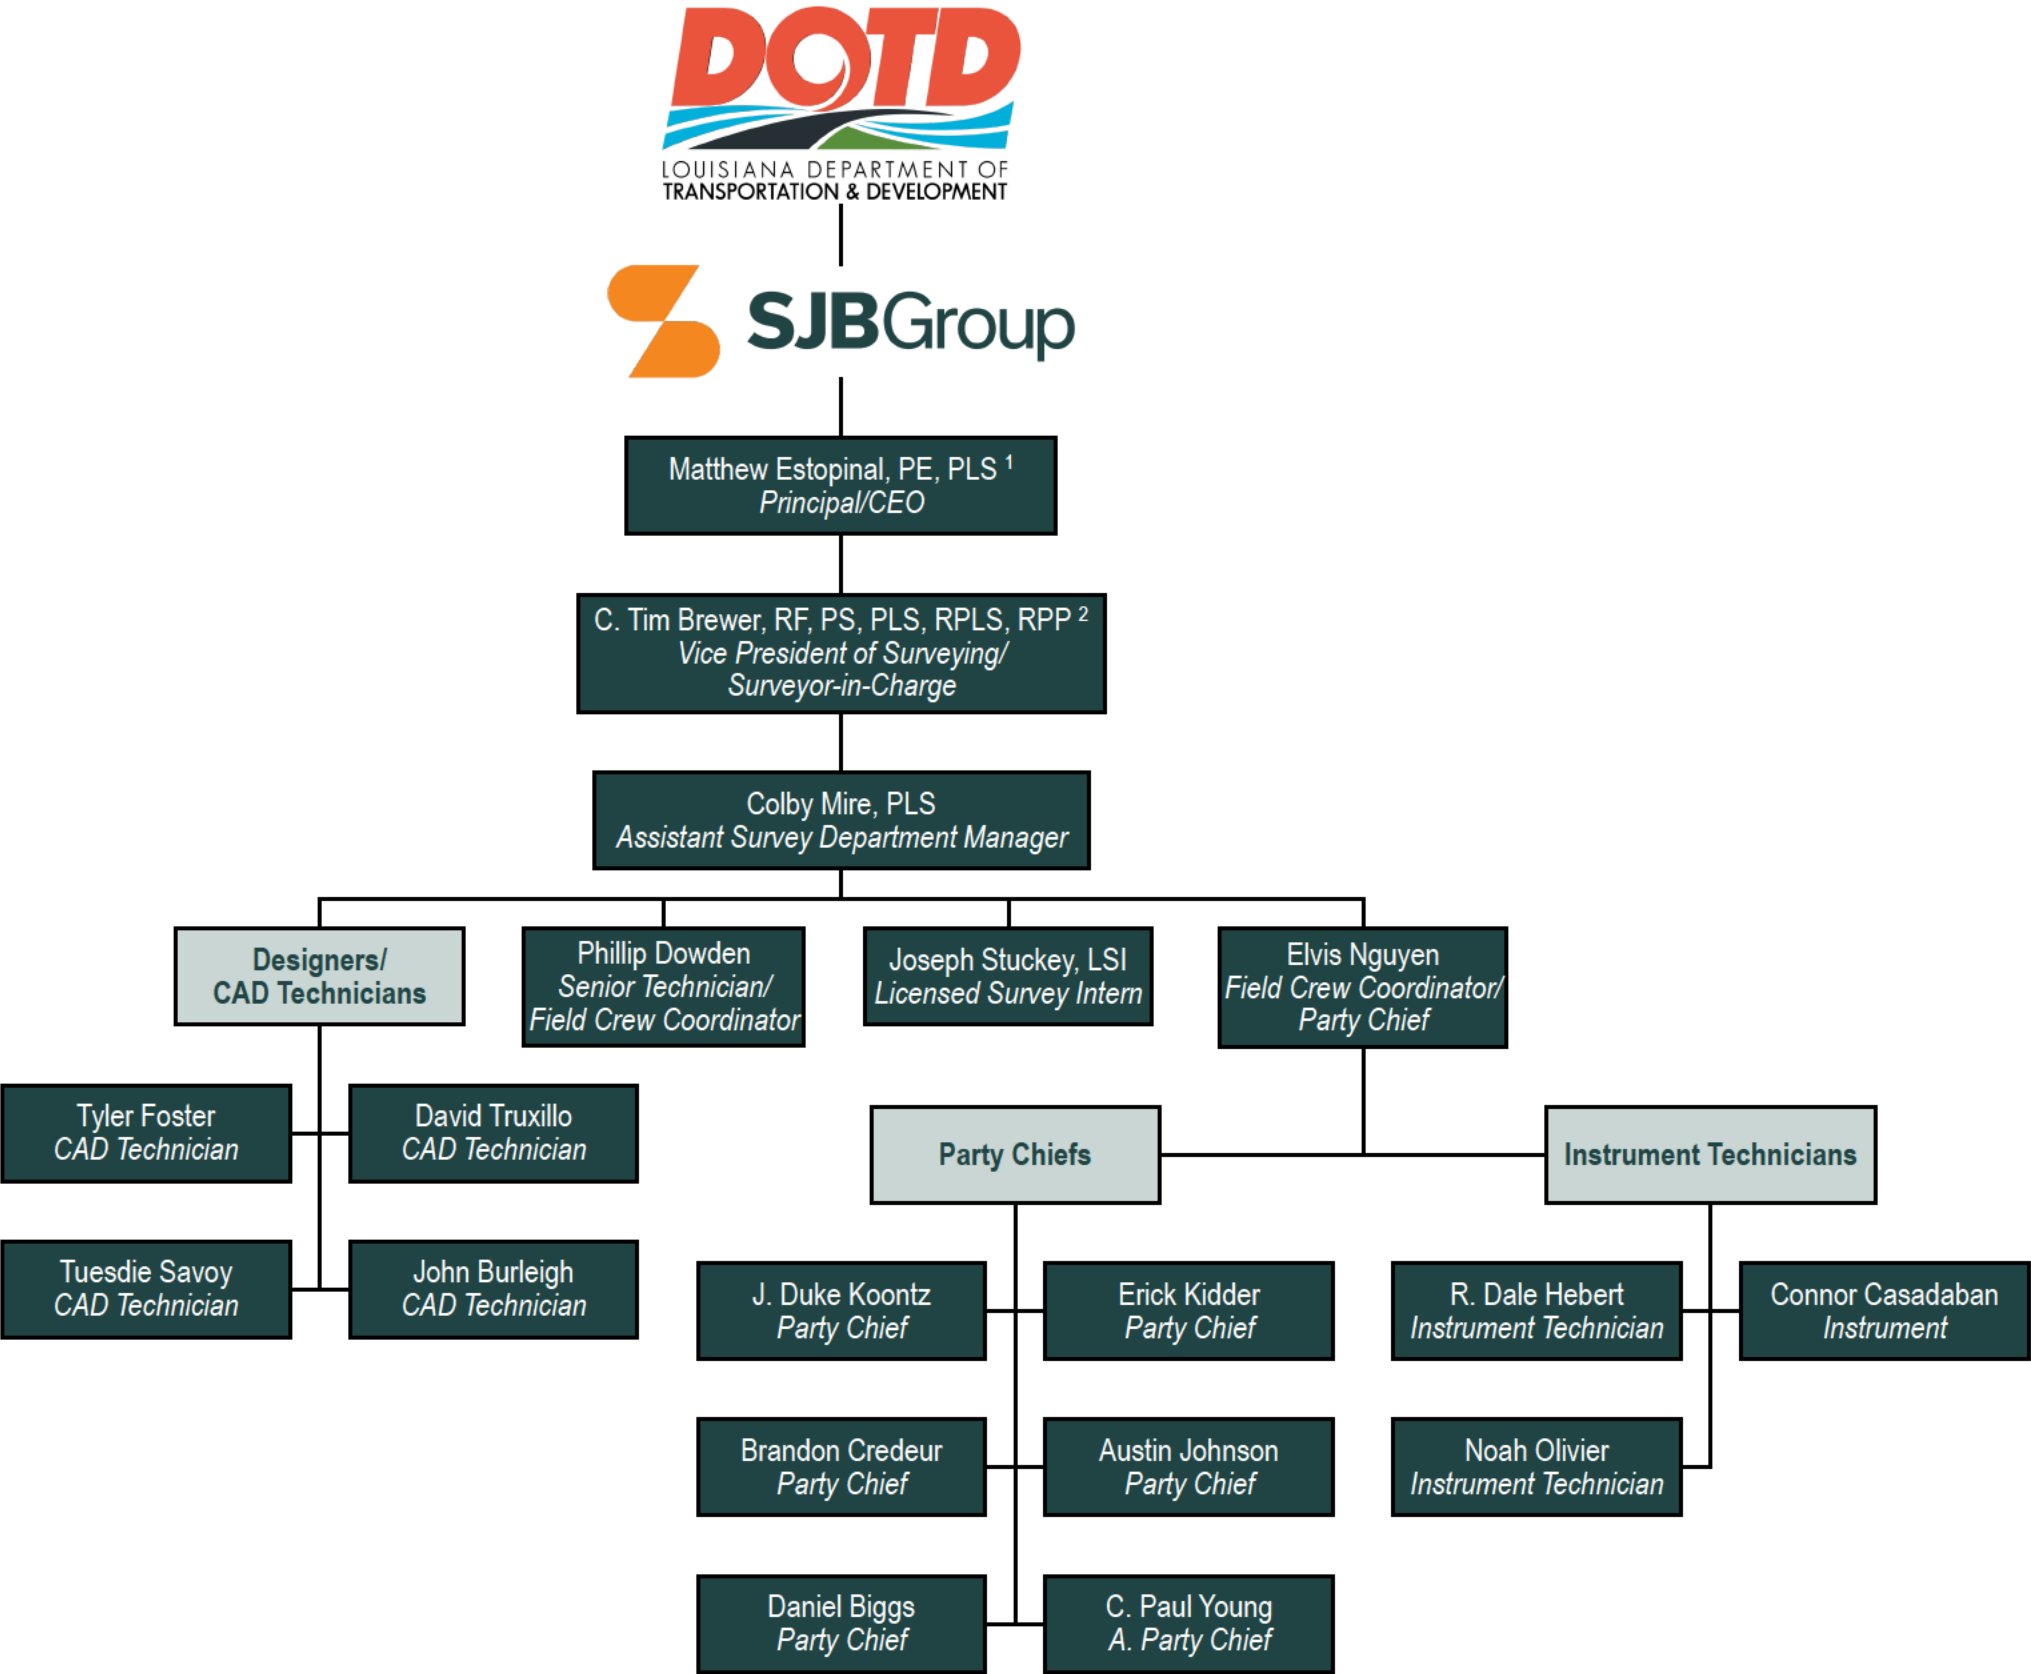 DOTD
LOUISIANA DEPARTMENT OF
TRANSPORTATION & DEVELOPMENT
SJBGroup
Matthew Estopinal, PE, PLS 1
Principal/CEO
C. Tim Brewer, RF, PS, PLS, RPLS, RPP 2
Vice President of Surveying/
Surveyor-in-Charge
Colby Mire, PLS
Assistant Survey Department Manager
Designers/
CAD Technicians
Phillip Dowden
Senior Technician/
Field Crew Coordinator
Joseph Stuckey, LSI
Licensed Survey Intern
Elvis Nguyen
Field Crew Coordinator/
Party Chief
Tyler Foster
CAD Technician
David Truxillo
CAD Technician
Tuesdie Savoy
CAD Technician
John Burleigh
CAD Technician
Party Chiefs
Instrument Technicians
J. Duke Koontz
Party Chief
Erick Kidder
Party Chief
R. Dale Hebert
Instrument Technician
Connor Casadaban
Instrument
Brandon Credeur
Party Chief
Austin Johnson
Party Chief
Noah Olivier
Instrument Technician
Daniel Biggs
Party Chief
C. Paul Young
A. Party Chief